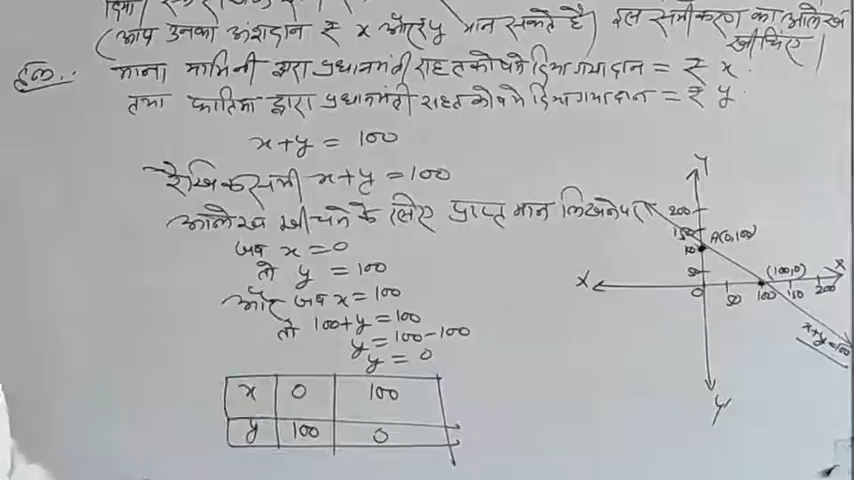 दिया
(आप उनका अंशदान ₹ x और ₹ y मान सकते है) इस समीकरण का आलेख
खीचिए।
हल:- माना यामिनी द्वारा प्रधानमंत्री राहत कोष मे दिया गया दान = ₹ x
तथा फातिमा द्वारा प्रधानमंत्री राहत कोष मे दिया गया दान = ₹ y
x+y = 100
रैखिक समी x+y = 100
आलेख खीचने के लिए प्राप्त मान लिखने पर
जब x = 0
तो y = 100
और जब x = 100
तो 100+y = 100
y = 100-100
y = 0
x 0 100
y 100 0
Y
200
150
100 A(0,100)
50
X 0 50 100 150 200 X
(100,0)
x+y=100
Y'